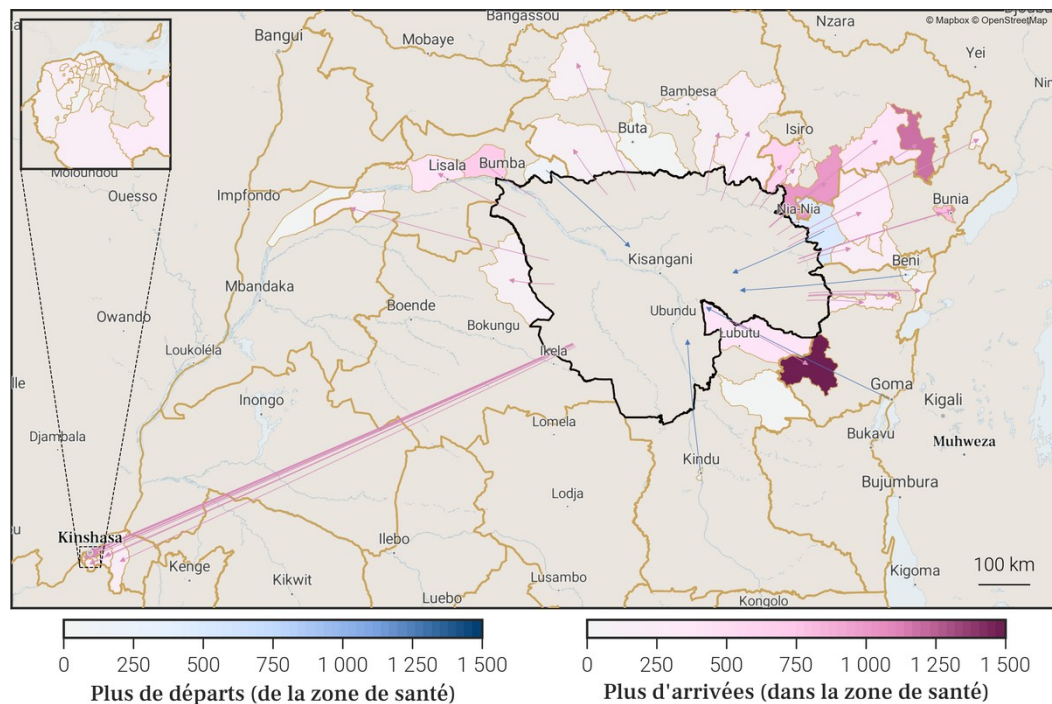 Bangassou
Nzara
© Mapbox © OpenStreetMap
Bangui
Mobaye
Yei
Bambesa
Buta
Isiro
Lisala
Bumba
Ouesso
Impfondo
Nia-Nia
Bunia
Kisangani
Beni
Mbandaka
Boende
Ubundu
Owando
Bokungu
Lubutu
Loukoléla
Ikela
Goma
Kigali
Inongo
Lomela
Djambala
Bukavu
Muhweza
Kindu
Bujumbura
Lodja
Kinshasa
Ilebo
Kenge
Kikwit
Lusambo
Kigoma
100 km
Luebo
Kongolo
0 250 500 750 1 000 1 250 1 500
Plus de départs (de la zone de santé)
0 250 500 750 1 000 1 250 1 500
Plus d'arrivées (dans la zone de santé)